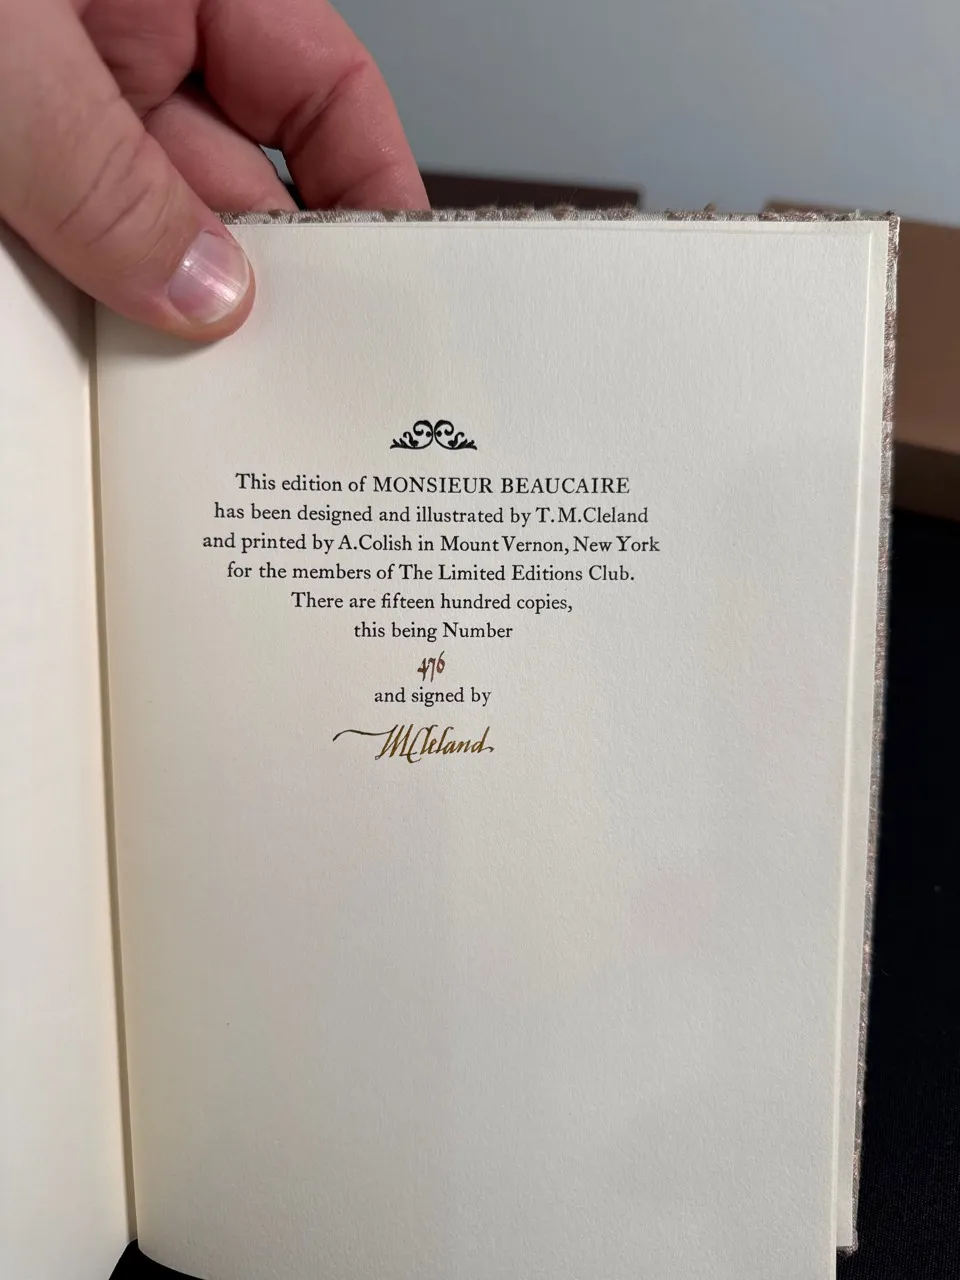 This edition of MONSIEUR BEAUCAIRE
has been designed and illustrated by T.M.Cleland
and printed by A.Colish in Mount Vernon, New York
for the members of The Limited Editions Club.
There are fifteen hundred copies,
this being Number
476
and signed by
TMCleland